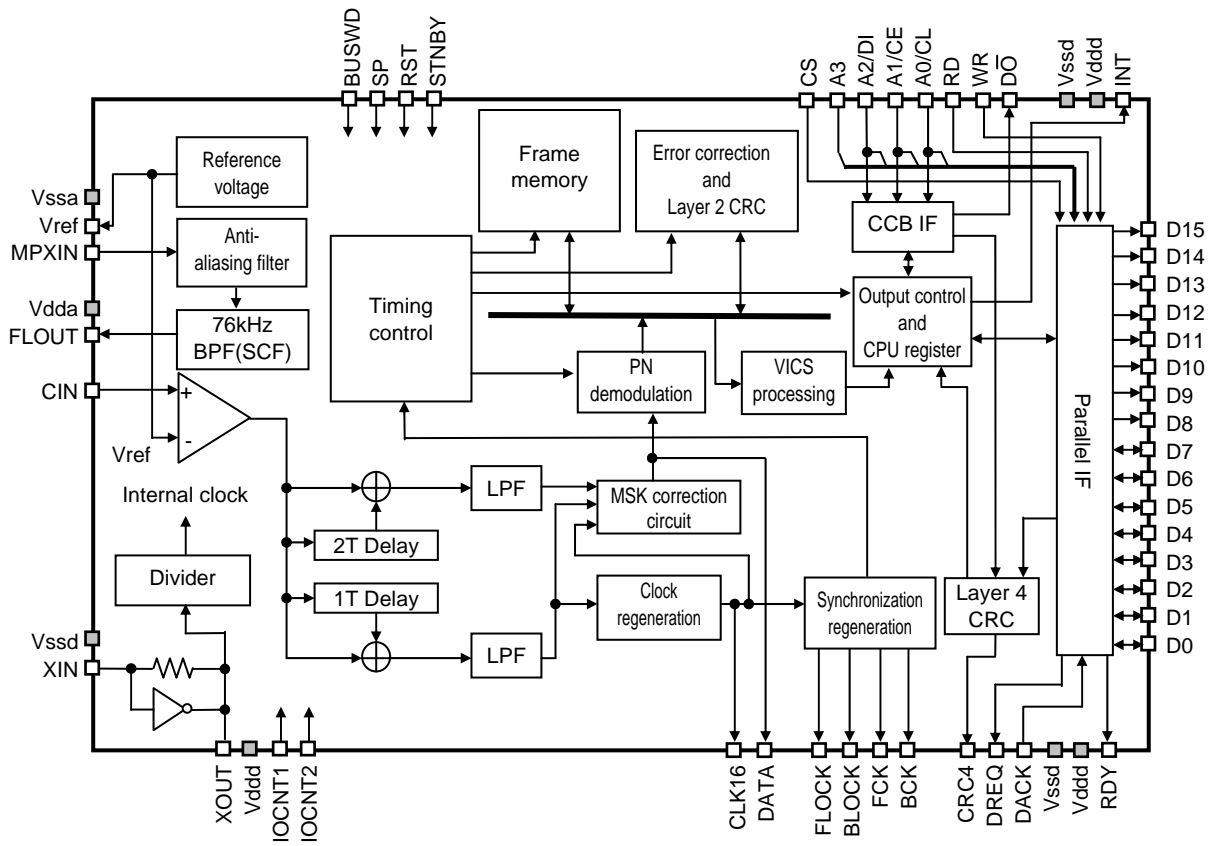 BUSWD
SP
RST
STNBY
CS
A3
A2/DI
A1/CE
A0/CL
RD
WR
DO
Vssd
Vddd
INT
Vssa
Vref
MPXIN
Vdda
FLOUT
CIN
Vssd
XIN
Reference
voltage
Anti-
aliasing filter
76kHz
BPF(SCF)
+
-
Vref
Internal clock
Divider
Timing
control
Frame
memory
Error correction
and
Layer 2 CRC
CCB IF
Output control
and
CPU register
PN
demodulation
VICS
processing
LPF
MSK correction
circuit
2T Delay
1T Delay
LPF
Clock
regeneration
Synchronization
regeneration
Layer 4
CRC
Parallel IF
D15
D14
D13
D12
D11
D10
D9
D8
D7
D6
D5
D4
D3
D2
D1
D0
XOUT
Vddd
IOCNT1
IOCNT2
CLK16
DATA
FLOCK
BLOCK
FCK
BCK
CRC4
DREQ
DACK
Vssd
Vddd
RDY